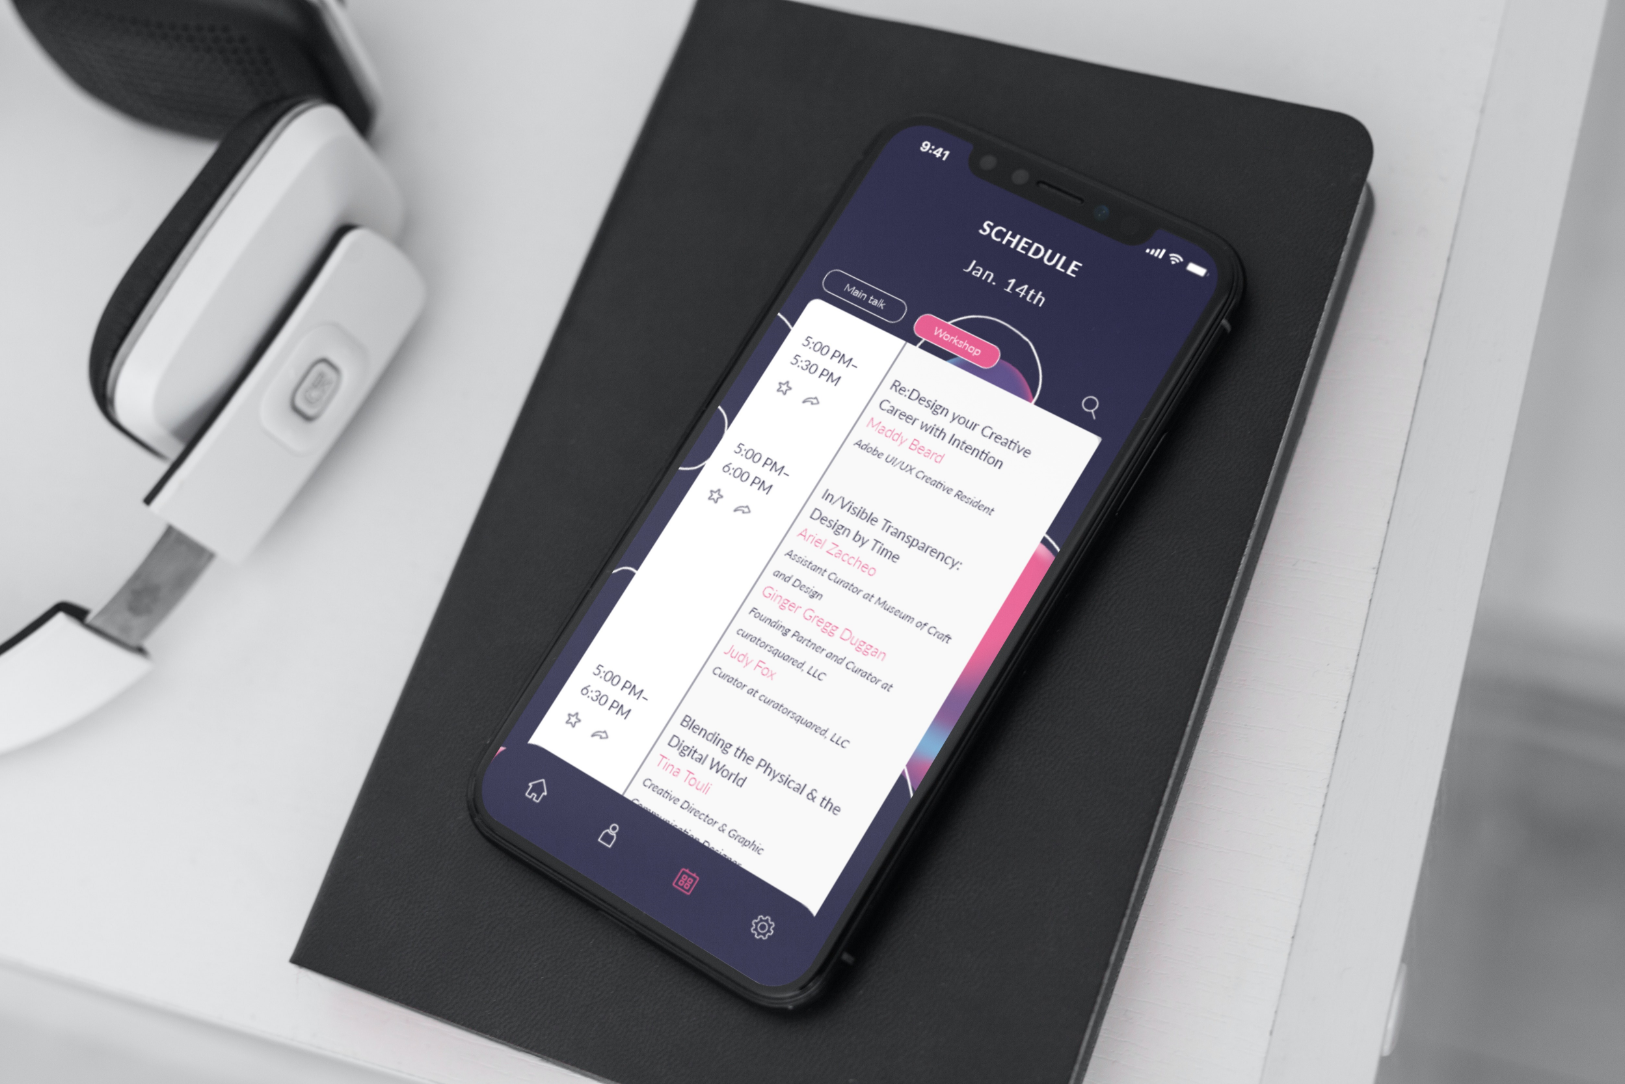 9:41
SCHEDULE
Jan. 14th
Main talk
Workshop
5:00 PM–
5:30 PM
Re:Design your Creative
Career with Intention
Maddy Beard
Adobe UI/UX Creative Resident
5:00 PM–
6:00 PM
In/Visible Transparency:
Design by Time
Ariel Zaccheo
Assistant Curator at Museum of Craft
and Design
Ginger Gregg Duggan
Founding Partner and Curator at
curatorsquared, LLC
Judy Fox
Curator at curatorsquared, LLC
5:00 PM–
6:30 PM
Blending the Physical & the
Digital World
Tina Touli
Creative Director & Graphic
Communication Designer